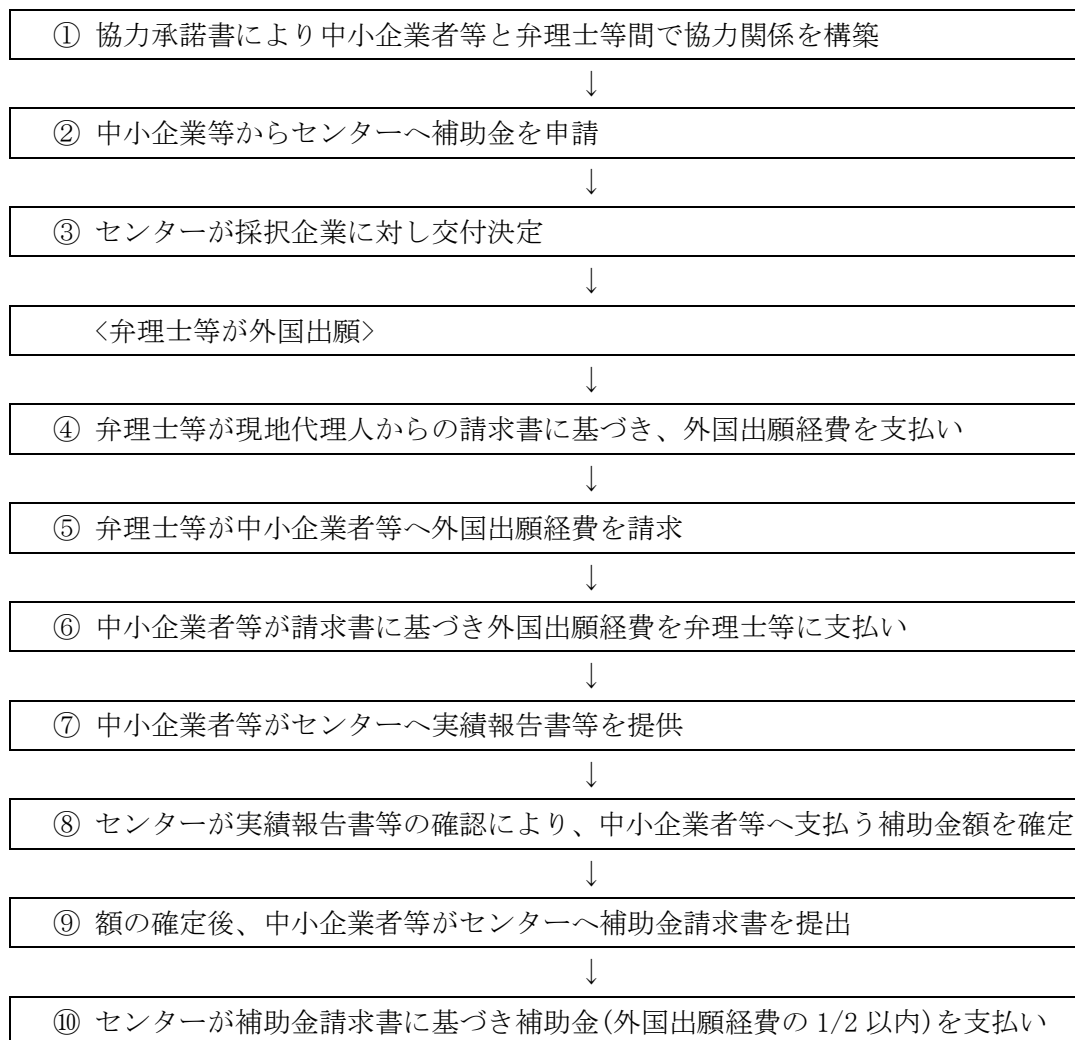 ① 協力承諾書により中小企業者等と弁理士等間で協力関係を構築
↓
② 中小企業等からセンターへ補助金を申請
↓
③ センターが採択企業に対し交付決定
↓
<弁理士等が外国出願>
↓
④ 弁理士等が現地代理人からの請求書に基づき、外国出願経費を支払い
↓
⑤ 弁理士等が中小企業者等へ外国出願経費を請求
↓
⑥ 中小企業者等が請求書に基づき外国出願経費を弁理士等に支払い
↓
⑦ 中小企業者等がセンターへ実績報告書等を提供
↓
⑧ センターが実績報告書等の確認により、中小企業者等へ支払う補助金額を確定
↓
⑨ 額の確定後、中小企業者等がセンターへ補助金請求書を提出
↓
⑩ センターが補助金請求書に基づき補助金(外国出願経費の 1/2 以内)を支払い